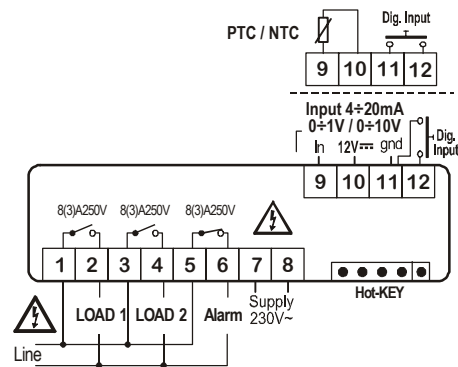 Dig. Input
PTC / NTC
9 10 11 12
Input 4÷20mA
0÷1V / 0÷10V
In 12V⎓ gnd
Dig.
Input
9 10 11 12
8(3)A250V 8(3)A250V 8(3)A250V
1 2 3 4 5 6 7 8
Hot-KEY
LOAD 1 LOAD 2 Alarm
Supply
230V~
Line